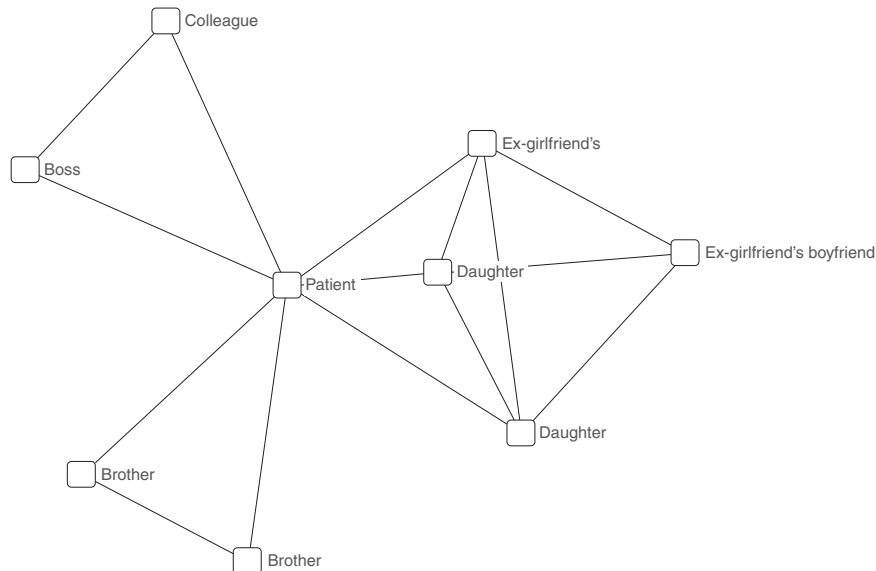 Colleague
Ex-girlfriend's
Boss
Ex-girlfriend's boyfriend
Daughter
Patient
Daughter
Brother
Brother